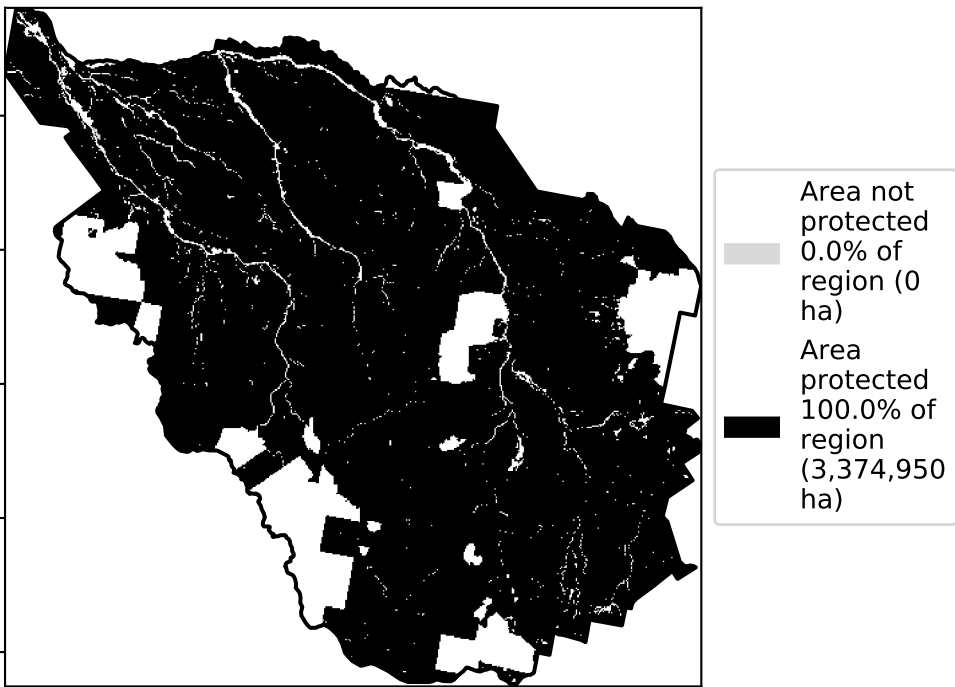 Area not
protected
0.0% of
region (0
ha)
Area
protected
100.0% of
region
(3,374,950
ha)